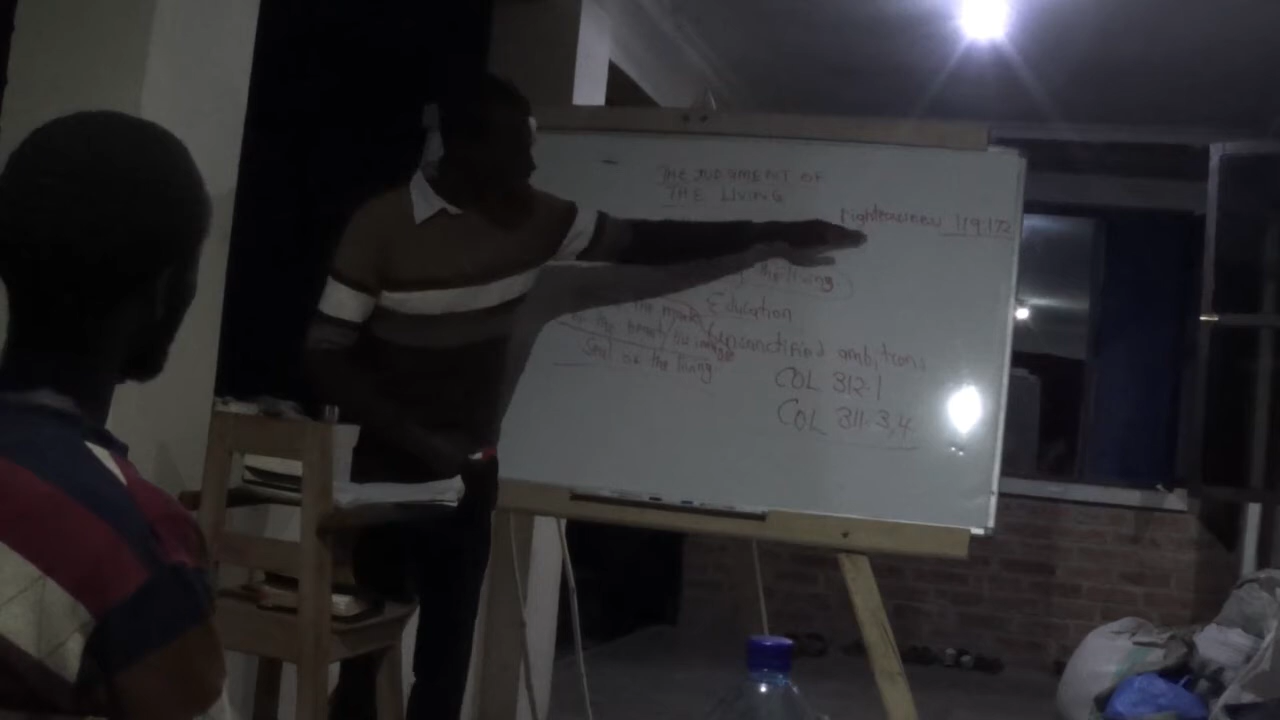 THE JUDGMENT OF
THE LIVING
righteousness 119:172
the living
Education
Unsanctified ambitions
Seal of the living
COL 312.1
COL 311.3,4